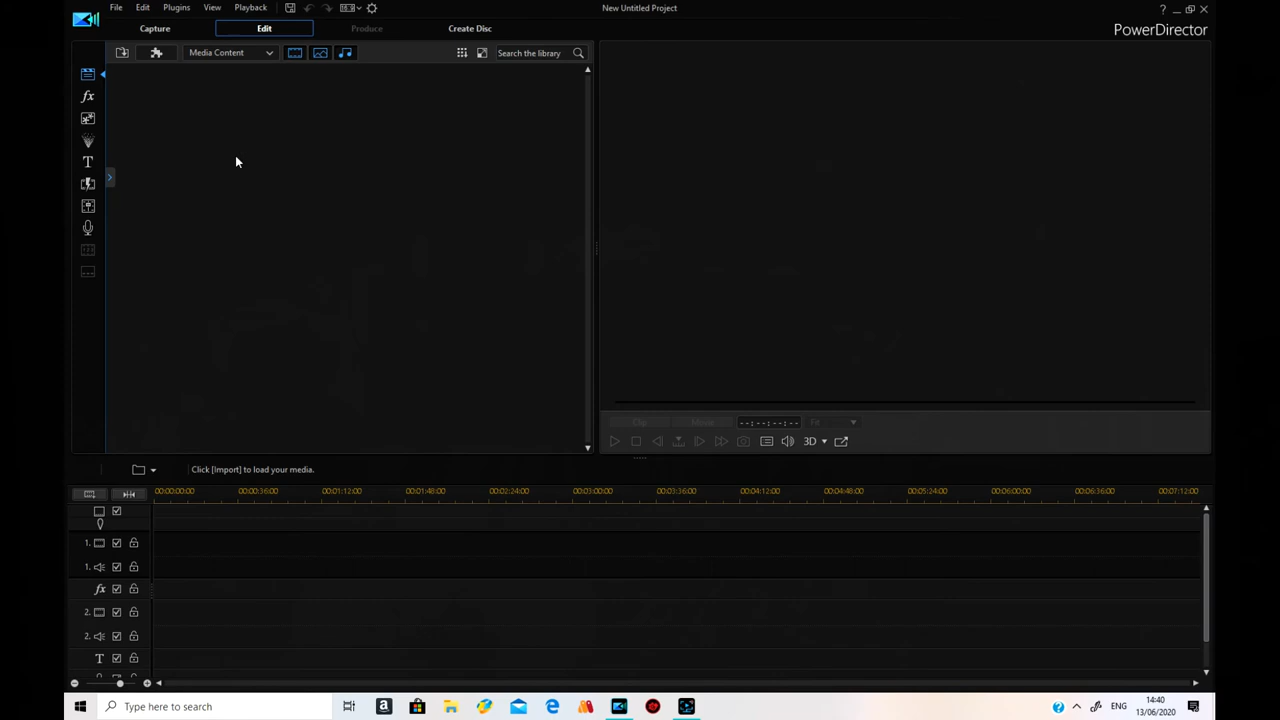 File Edit Plugins View Playback New Untitled Project ?
Capture Edit Produce Create Disc PowerDirector
Media Content Search the library
fx
T
Clip Movie --:--:--:-- Fit
3D
Click [Import] to load your media.
00:00:00:00 00:00:36:00 00:01:12:00 00:01:48:00 00:02:24:00 00:03:00:00 00:03:36:00 00:04:12:00 00:04:48:00 00:05:24:00 00:06:00:00 00:06:36:00 00:07:12:00
1.
1.
fx
2.
2.
T
Type here to search
ENG
14:40
13/06/2020